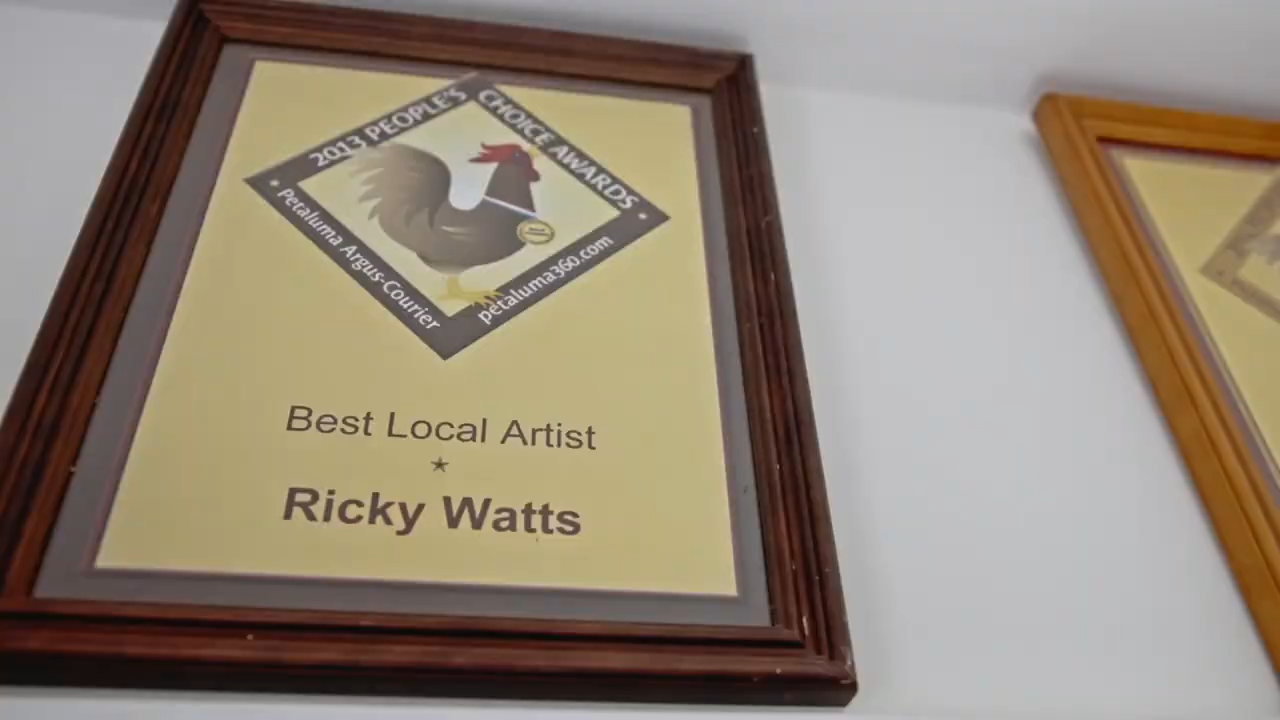 2013 PEOPLE'S
CHOICE AWARDS
Petaluma Argus-Courier
petaluma360.com
Best Local Artist
Ricky Watts